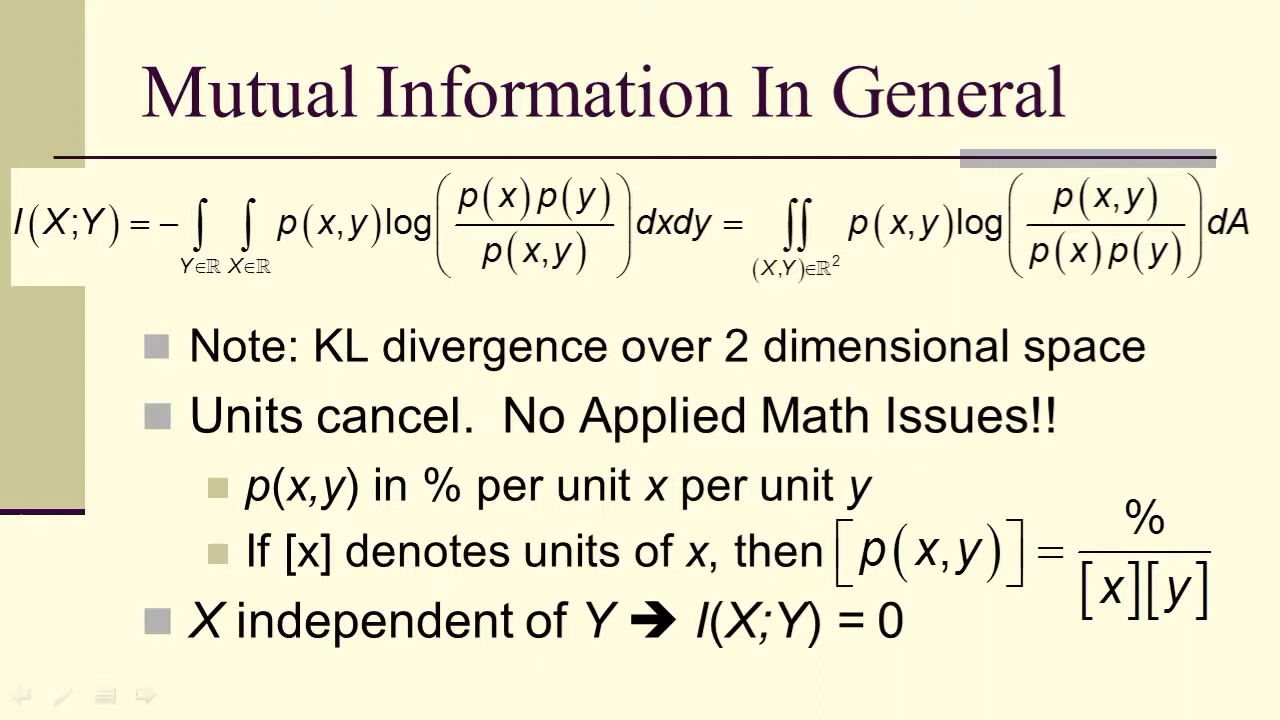 Mutual Information In General
I(X;Y) = − ∫_{Y∈ℝ} ∫_{X∈ℝ} p(x,y) log( p(x)p(y) / p(x,y) ) dxdy = ∬_{(X,Y)∈ℝ²} p(x,y) log( p(x,y) / p(x)p(y) ) dA
Note: KL divergence over 2 dimensional space
Units cancel. No Applied Math Issues!!
p(x,y) in % per unit x per unit y
If [x] denotes units of x, then [p(x,y)] = % / [x][y]
X independent of Y ➔ I(X;Y) = 0